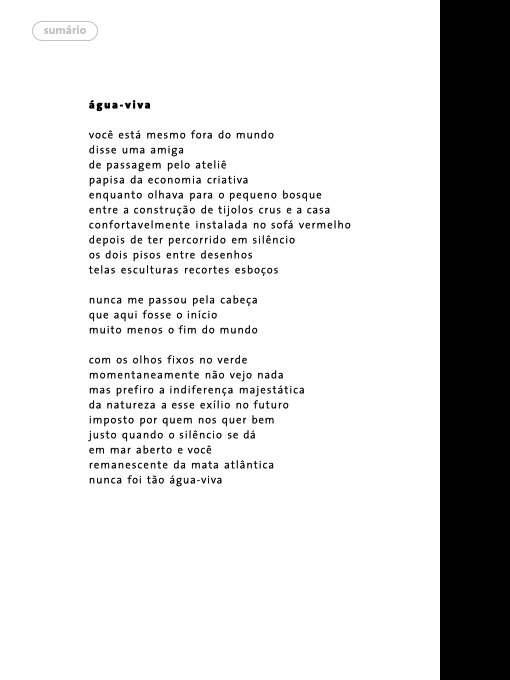 sumário
água-viva
você está mesmo fora do mundo
disse uma amiga
de passagem pelo ateliê
papisa da economia criativa
enquanto olhava para o pequeno bosque
entre a construção de tijolos crus e a casa
confortavelmente instalada no sofá vermelho
depois de ter percorrido em silêncio
os dois pisos entre desenhos
telas esculturas recortes esboços
nunca me passou pela cabeça
que aqui fosse o início
muito menos o fim do mundo
com os olhos fixos no verde
momentaneamente não vejo nada
mas prefiro a indiferença majestática
da natureza a esse exílio no futuro
imposto por quem nos quer bem
justo quando o silêncio se dá
em mar aberto e você
remanescente da mata atlântica
nunca foi tão água-viva